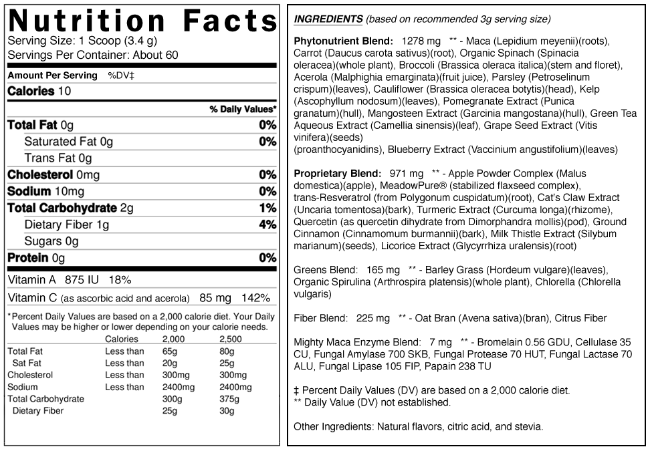 Nutrition Facts
Serving Size: 1 Scoop (3.4 g)
Servings Per Container: About 60
Amount Per Serving %DV‡
Calories 10
% Daily Values*
Total Fat 0g 0%
Saturated Fat 0g 0%
Trans Fat 0g
Cholesterol 0mg 0%
Sodium 10mg 0%
Total Carbohydrate 2g 1%
Dietary Fiber 1g 4%
Sugars 0g
Protein 0g 0%
Vitamin A 875 IU 18%
Vitamin C (as ascorbic acid and acerola) 85 mg 142%
*Percent Daily Values are based on a 2,000 calorie diet. Your Daily
Values may be higher or lower depending on your calorie needs.
Calories 2,000 2,500
Total Fat Less than 65g 80g
Sat Fat Less than 20g 25g
Cholesterol Less than 300mg 300mg
Sodium Less than 2400mg 2400mg
Total Carbohydrate 300g 375g
Dietary Fiber 25g 30g
INGREDIENTS (based on recommended 3g serving size)
Phytonutrient Blend: 1278 mg ** - Maca (Lepidium meyenii)(roots),
Carrot (Daucus carota sativus)(root), Organic Spinach (Spinacia
oleracea)(whole plant), Broccoli (Brassica oleraca italica)(stem and floret),
Acerola (Malphighia emarginata)(fruit juice), Parsley (Petroselinum
crispum)(leaves), Cauliflower (Brassica oleracea botytis)(head), Kelp
(Ascophyllum nodosum)(leaves), Pomegranate Extract (Punica
granatum)(hull), Mangosteen Extract (Garcinia mangostana)(hull), Green Tea
Aqueous Extract (Camellia sinensis)(leaf), Grape Seed Extract (Vitis
vinifera)(seeds)
(proanthocyanidins), Blueberry Extract (Vaccinium angustifolium)(leaves)
Proprietary Blend: 971 mg ** - Apple Powder Complex (Malus
domestica)(apple), MeadowPure® (stabilized flaxseed complex),
trans-Resveratrol (from Polygonum cuspidatum)(root), Cat's Claw Extract
(Uncaria tomentosa)(bark), Turmeric Extract (Curcuma longa)(rhizome),
Quercetin (as quercetin dihydrate from Dimorphandra mollis)(pod), Ground
Cinnamon (Cinnamomum burmannii)(bark), Milk Thistle Extract (Silybum
marianum)(seeds), Licorice Extract (Glycyrrhiza uralensis)(root)
Greens Blend: 165 mg ** - Barley Grass (Hordeum vulgare)(leaves),
Organic Spirulina (Arthrospira platensis)(whole plant), Chlorella (Chlorella
vulgaris)
Fiber Blend: 225 mg ** - Oat Bran (Avena sativa)(bran), Citrus Fiber
Mighty Maca Enzyme Blend: 7 mg ** - Bromelain 0.56 GDU, Cellulase 35
CU, Fungal Amylase 700 SKB, Fungal Protease 70 HUT, Fungal Lactase 70
ALU, Fungal Lipase 105 FIP, Papain 238 TU
‡ Percent Daily Values (DV) are based on a 2,000 calorie diet.
** Daily Value (DV) not established.
Other Ingredients: Natural flavors, citric acid, and stevia.